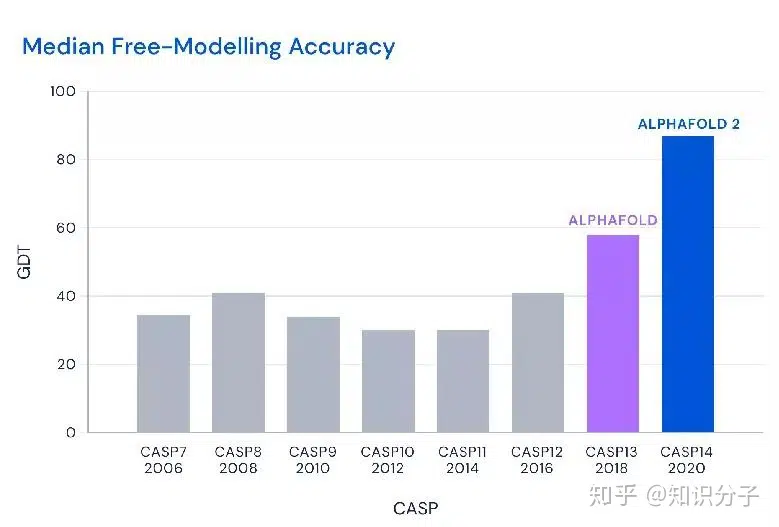 Median Free-Modelling Accuracy
100
80
60
40
20
0
GDT
ALPHAFOLD 2
ALPHAFOLD
CASP7 CASP8 CASP9 CASP10 CASP11 CASP12 CASP13 CASP14
2006 2008 2010 2012 2014 2016 2018 2020
CASP
知乎 @知识分子